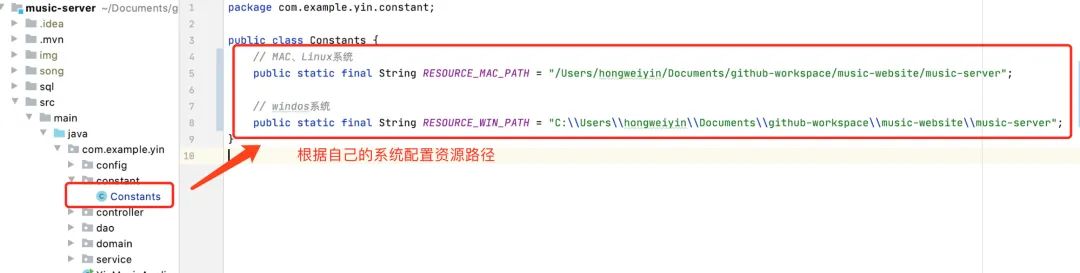 music-server ~/Documents/g
.idea
.mvn
img
song
sql
src
main
java
com.example.yin
config
constant
Constants
controller
dao
domain
service
1 package com.example.yin.constant;
2
3 public class Constants {
4 // MAC、Linux系统
5 public static final String RESOURCE_MAC_PATH = "/Users/hongweiyin/Documents/github-workspace/music-website/music-server";
6
7 // windos系统
8 public static final String RESOURCE_WIN_PATH = "C:\\Users\\hongweiyin\\Documents\\github-workspace\\music-website\\music-server";
9 }
10
根据自己的系统配置资源路径